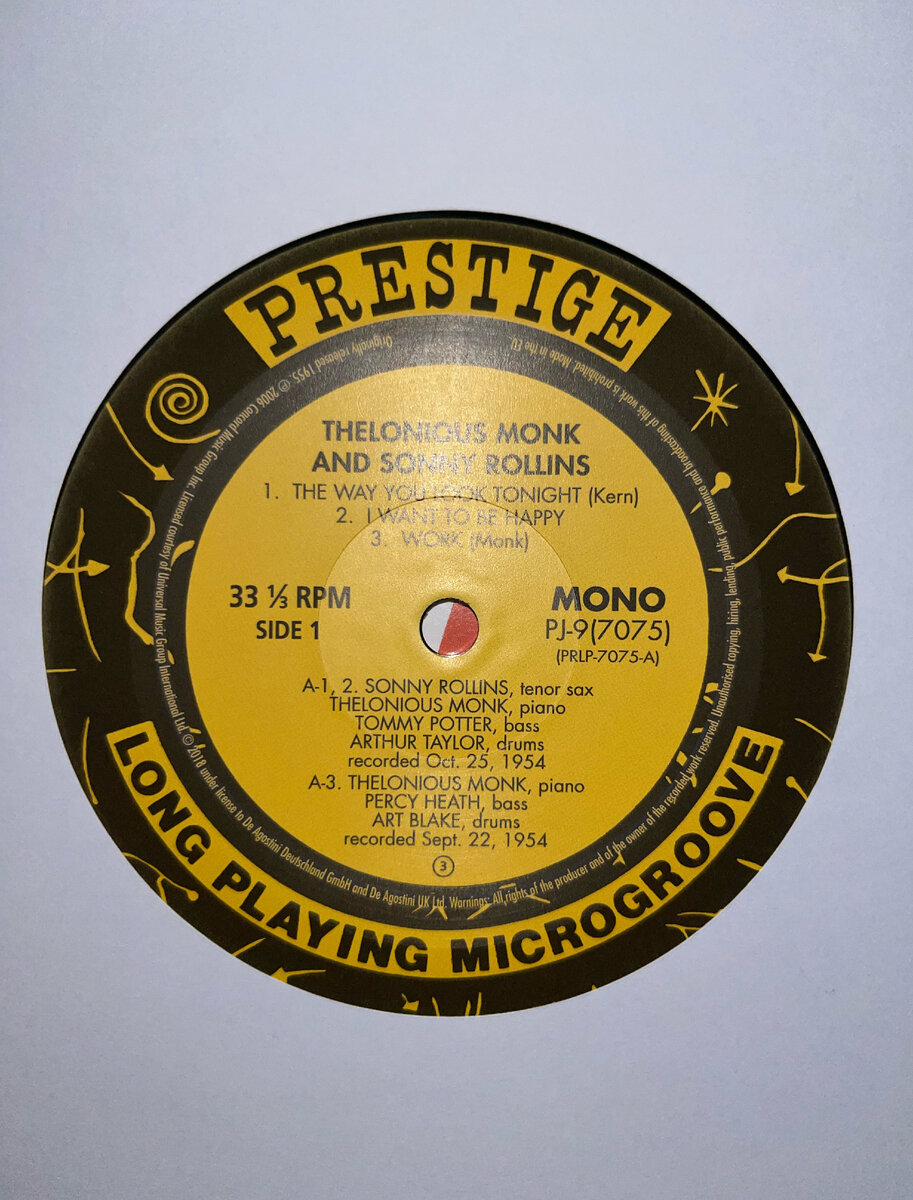 PRESTIGE
THELONIOUS MONK
AND SONNY ROLLINS
1. THE WAY YOU LOOK TONIGHT (Kern)
2. I WANT TO BE HAPPY
3. WORK (Monk)
33 ⅓ RPM
SIDE 1
MONO
PJ-9(7075)
(PRLP-7075-A)
A-1, 2. SONNY ROLLINS, tenor sax
THELONIOUS MONK, piano
TOMMY POTTER, bass
ARTHUR TAYLOR, drums
recorded Oct. 25, 1954
A-3. THELONIOUS MONK, piano
PERCY HEATH, bass
ART BLAKE, drums
recorded Sept. 22, 1954
3
Originally released 1955. ℗ 2006 Concord Music Group Inc. Licensed courtesy of Universal Music Group International Ltd. © 2018 under license to De Agostini Deutschland GmbH and De Agostini UK Ltd. Warnings: All rights of the producer and of the owner of the recorded work reserved. Unauthorised copying, hiring, lending, public performance and broadcasting of this work is prohibited. Made in the EU
LONG PLAYING MICROGROOVE